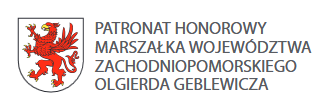 PATRONAT HONOROWY
MARSZAŁKA WOJEWÓDZTWA
ZACHODNIOPOMORSKIEGO
OLGIERDA GEBLEWICZA